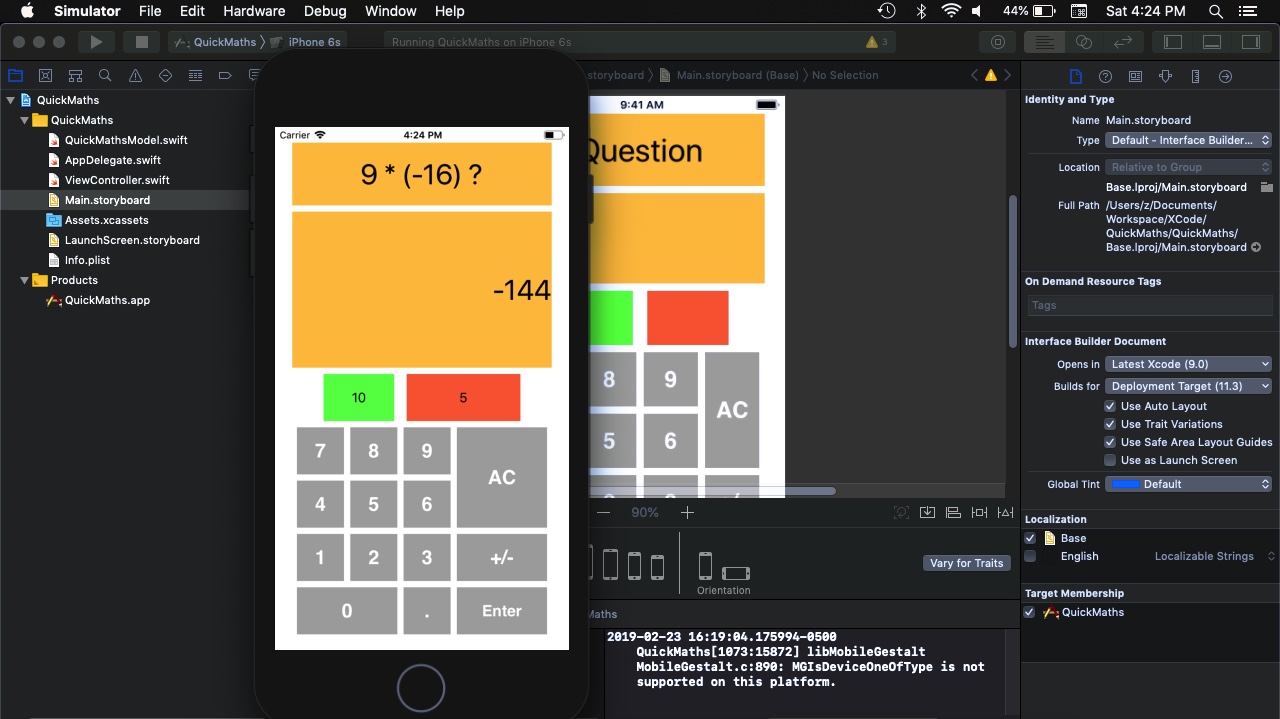 Simulator File Edit Hardware Debug Window Help 44% Sat 4:24 PM
QuickMaths iPhone 6s Running QuickMaths on iPhone 6s 3
QuickMaths
QuickMaths
QuickMathsModel.swift
AppDelegate.swift
ViewController.swift
Main.storyboard
Assets.xcassets
LaunchScreen.storyboard
Info.plist
Products
QuickMaths.app
Carrier 4:24 PM
9 * (-16) ?
-144
10 5
7 8 9 AC
4 5 6
1 2 3 +/-
0 . Enter
storyboard Main.storyboard (Base) No Selection
9:41 AM
Question
8 9 AC
5 6
90%
Orientation
Vary for Traits
Maths
2019-02-23 16:19:04.175994-0500
QuickMaths[1073:15872] libMobileGestalt
MobileGestalt.c:890: MGIsDeviceOneOfType is not
supported on this platform.
Identity and Type
Name Main.storyboard
Type Default - Interface Builder...
Location Relative to Group
Base.lproj/Main.storyboard
Full Path /Users/z/Documents/
Workspace/XCode/
QuickMaths/QuickMaths/
Base.lproj/Main.storyboard
On Demand Resource Tags
Tags
Interface Builder Document
Opens in Latest Xcode (9.0)
Builds for Deployment Target (11.3)
Use Auto Layout
Use Trait Variations
Use Safe Area Layout Guides
Use as Launch Screen
Global Tint Default
Localization
Base
English Localizable Strings
Target Membership
QuickMaths